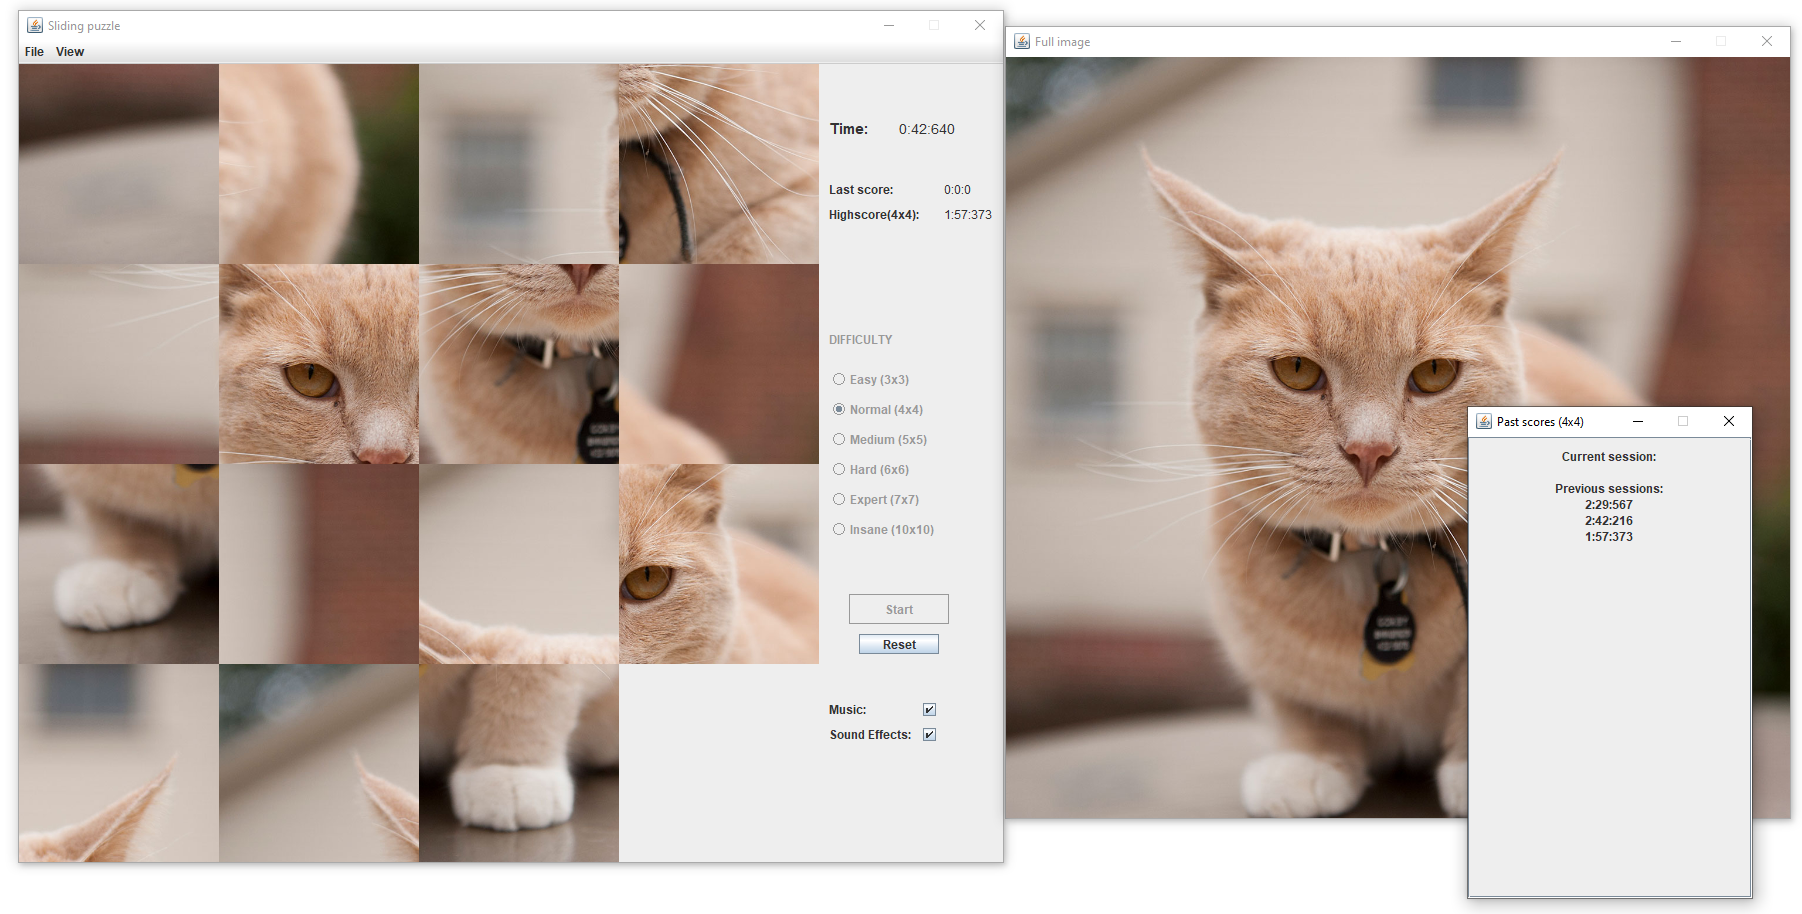 Sliding puzzle
File View
Time: 0:42:640
Last score: 0:0:0
Highscore(4x4): 1:57:373
DIFFICULTY
Easy (3x3)
Normal (4x4)
Medium (5x5)
Hard (6x6)
Expert (7x7)
Insane (10x10)
Start
Reset
Music:
Sound Effects:
Full image
Past scores (4x4)
Current session:
Previous sessions:
2:29:567
2:42:216
1:57:373